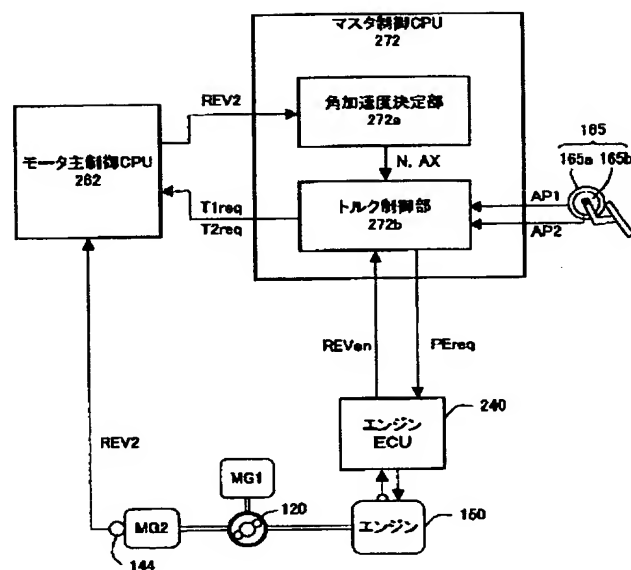 マスタ制御CPU
272
角加速度決定部
272a
REV2
モータ主制御CPU
262
N, AX
165
165a 165b
トルク制御部
272b
T1req
T2req
AP1
AP2
REVen
PEreq
エンジン
ECU
240
REV2
MG1
120
MG2
144
エンジン
150